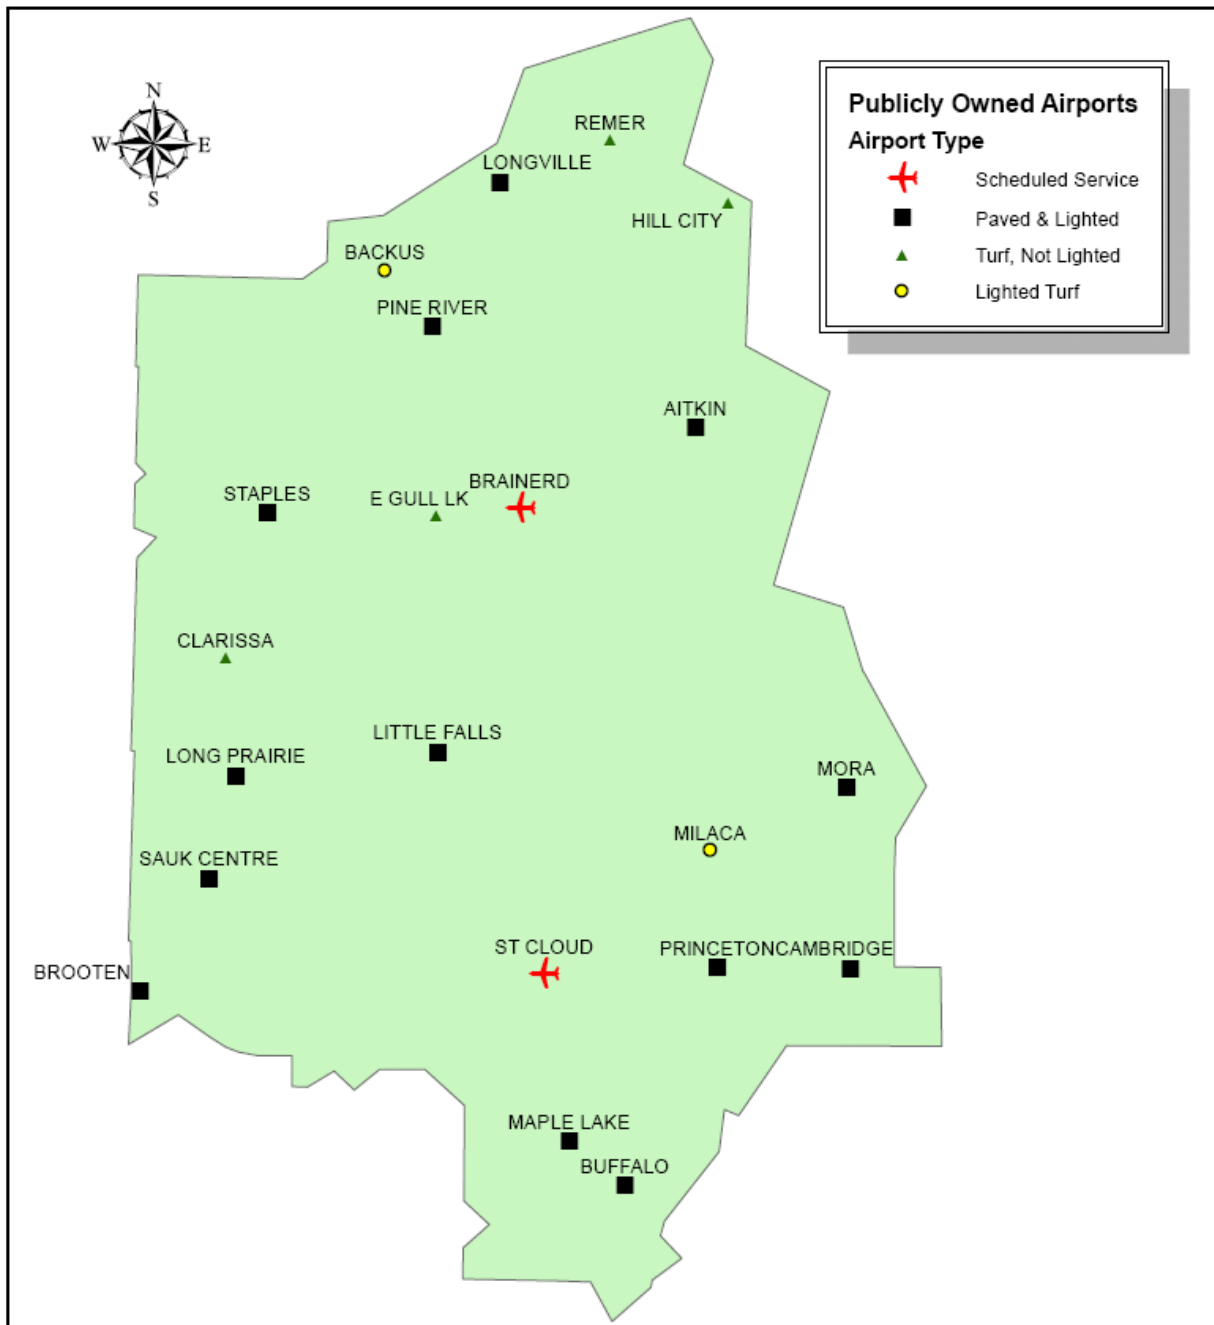 N
W E
S
Publicly Owned Airports
Airport Type
Scheduled Service
Paved & Lighted
Turf, Not Lighted
Lighted Turf
REMER
LONGVILLE
HILL CITY
BACKUS
PINE RIVER
AITKIN
BRAINERD
STAPLES
E GULL LK
CLARISSA
LITTLE FALLS
LONG PRAIRIE
MORA
MILACA
SAUK CENTRE
ST CLOUD
PRINCETON
CAMBRIDGE
BROOTEN
MAPLE LAKE
BUFFALO